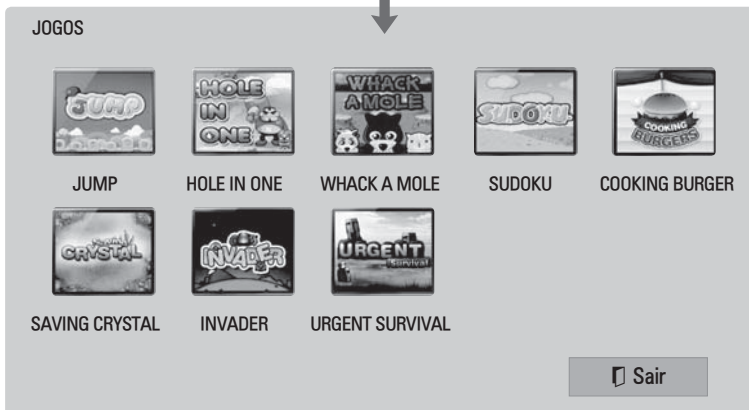 JOGOS
JUMP
HOLE
IN
ONE
WHACK
A MOLE
SUDOKU
COOKING
BURGERS
JUMP HOLE IN ONE WHACK A MOLE SUDOKU COOKING BURGER
SAVING
CRYSTAL
INVADER
URGENT
Survival
SAVING CRYSTAL INVADER URGENT SURVIVAL
Sair